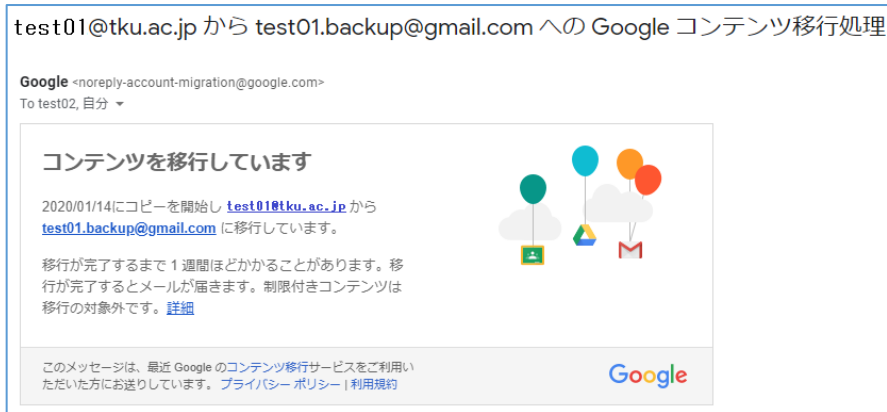 test01@tku.ac.jp から test01.backup@gmail.com への Google コンテンツ移行処理
Google <noreply-account-migration@google.com>
To test02, 自分
コンテンツを移行しています
2020/01/14にコピーを開始し test01@tku.ac.jp から
test01.backup@gmail.com に移行しています。
移行が完了するまで 1 週間ほどかかることがあります。移
行が完了するとメールが届きます。制限付きコンテンツは
移行の対象外です。詳細
このメッセージは、最近 Google のコンテンツ移行サービスをご利用い
ただいた方にお送りしています。 プライバシー ポリシー | 利用規約
Google